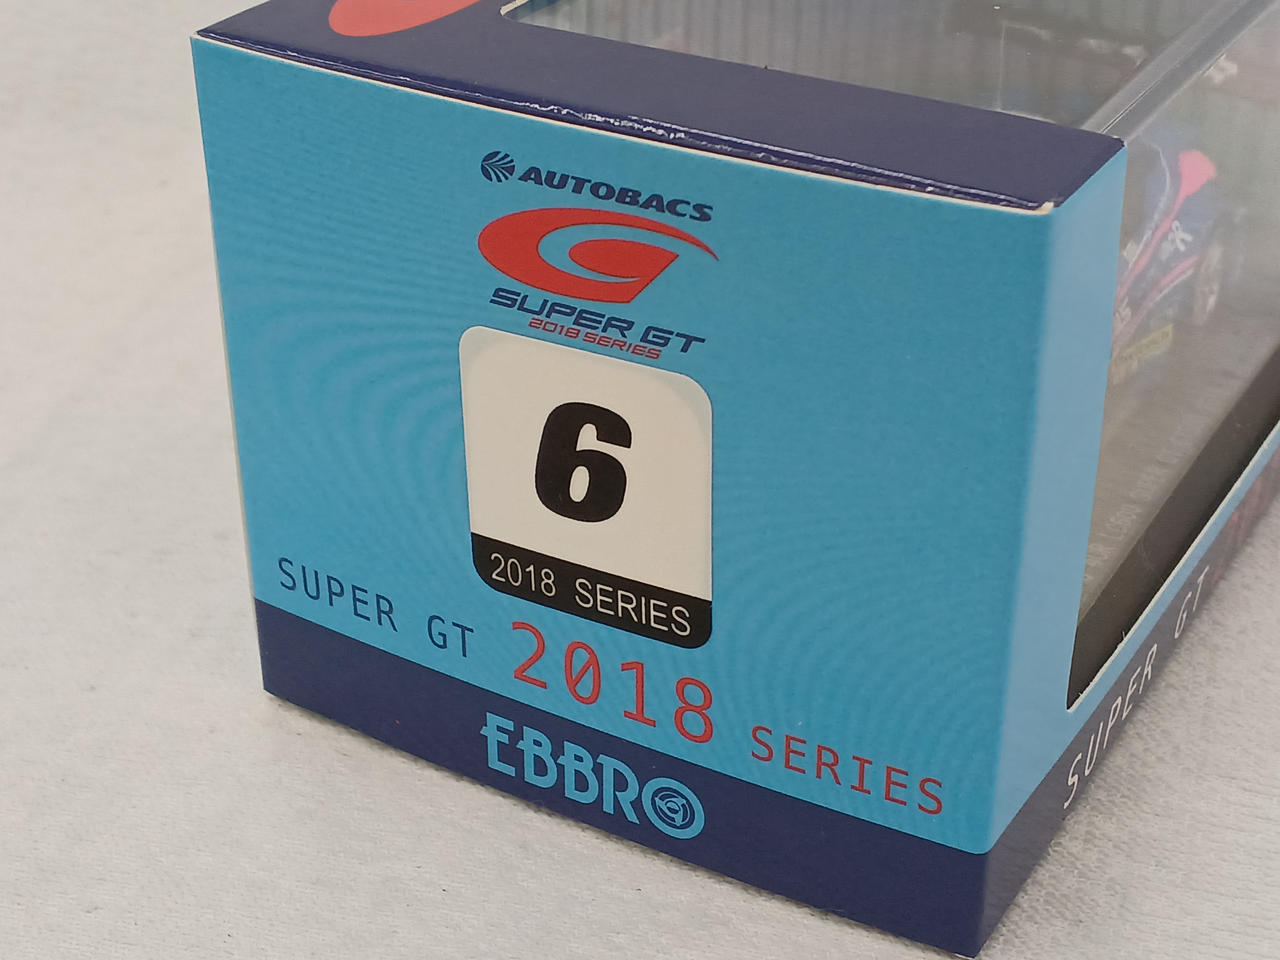 AUTOBACS
SUPER GT
2018 SERIES
6
2018 SERIES
SUPER GT 2018 SERIES
EBBRO
SUPER GT